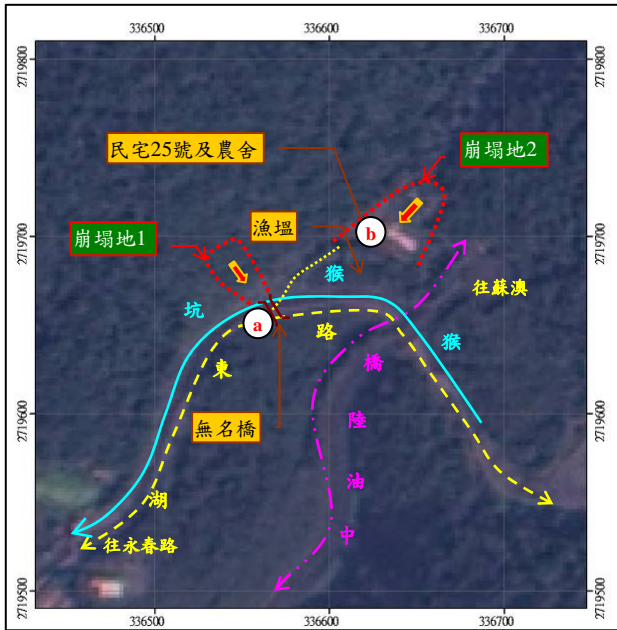 336500
336600
336700
2719800
2719800
民宅25號及農舍
崩塌地2
漁塭
b
2719700
2719700
崩塌地1
猴
往蘇澳
坑
a
路
猴
東
橋
無名橋
陸
2719600
2719600
湖
油
中
往永春路
2719500
2719500
336500
336600
336700